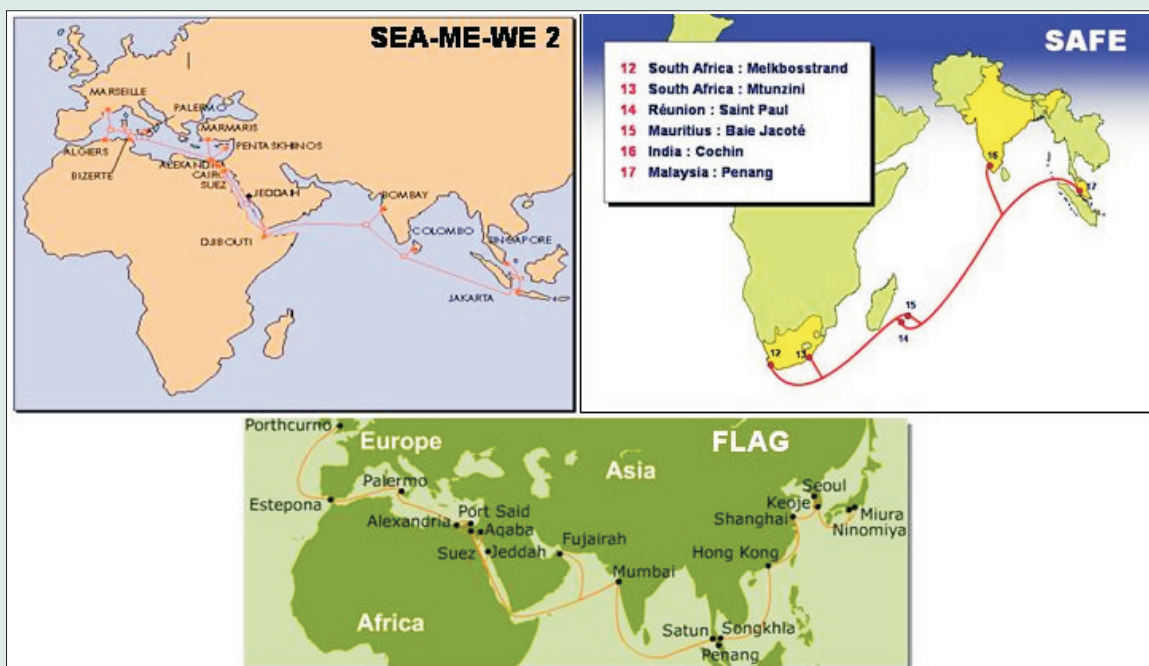 SEA-ME-WE 2
MARSEILLE
PALERMO
MARMARIS
ALGIERS
PENTASKHINOS
BIZERTE
ALEXANDRIA
CAIRO
SUEZ
JEDDAIH
BOMBAY
DJIBOUTI
COLOMBO
SINGAPORE
JAKARTA
SAFE
12 South Africa : Melkbosstrand
13 South Africa : Mtunzini
14 Réunion : Saint Paul
15 Mauritius : Baie Jacoté
16 India : Cochin
17 Malaysia : Penang
16
17
15
14
12
13
FLAG
Porthcurno
Europe
Asia
Seoul
Palermo
Keoje
Estepona
Port Said
Shanghai
Miura
Alexandria
Aqaba
Ninomiya
Fujairah
Suez
Jeddah
Hong Kong
Mumbai
Africa
Satun
Songkhla
Penang